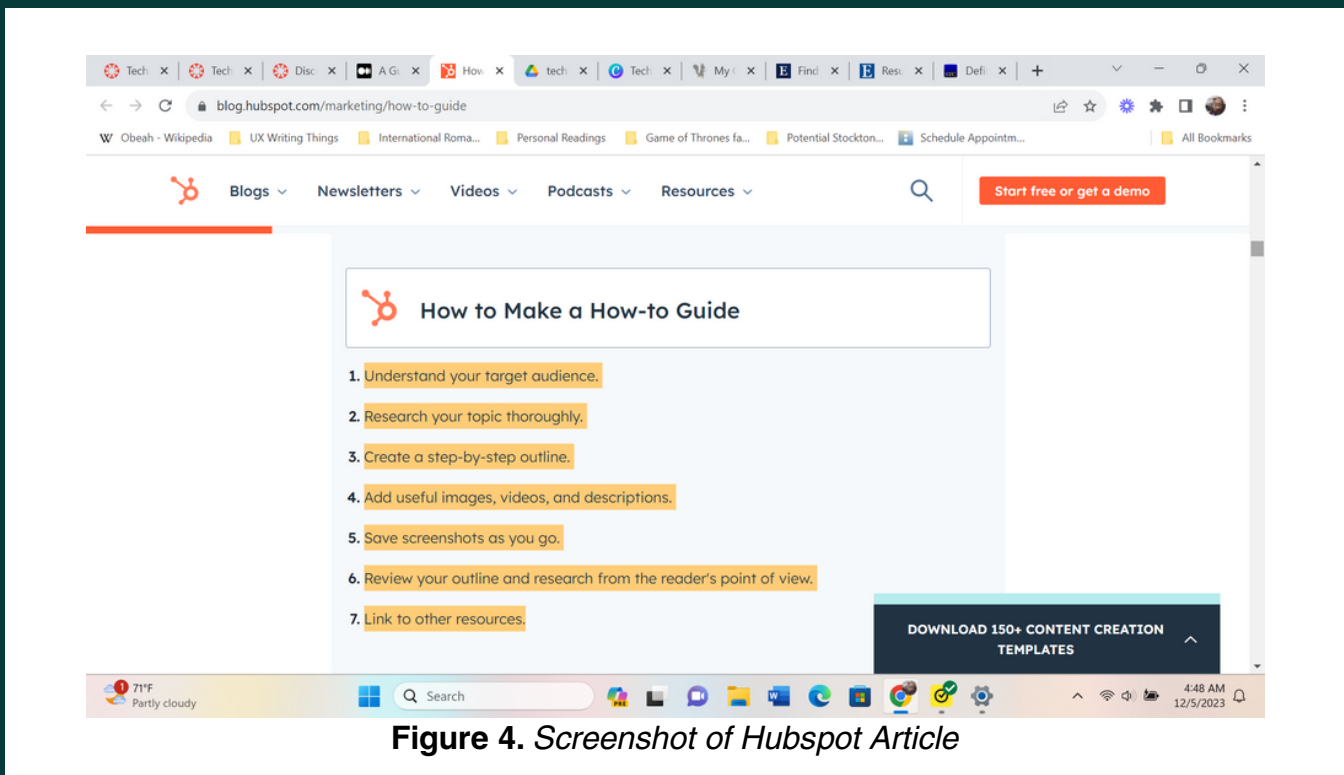 Tech
Tech
Disc
A G
How
tech
Tech
My
Find
Resu
Defi
blog.hubspot.com/marketing/how-to-guide
W Obeah - Wikipedia
UX Writing Things
International Roma...
Personal Readings
Game of Thrones fa...
Potential Stockton...
Schedule Appointm...
All Bookmarks
Blogs
Newsletters
Videos
Podcasts
Resources
Start free or get a demo
How to Make a How-to Guide
1. Understand your target audience.
2. Research your topic thoroughly.
3. Create a step-by-step outline.
4. Add useful images, videos, and descriptions.
5. Save screenshots as you go.
6. Review your outline and research from the reader's point of view.
7. Link to other resources.
DOWNLOAD 150+ CONTENT CREATION
TEMPLATES
1
71°F
Partly cloudy
Search
PRE
4:48 AM
12/5/2023
Figure 4. Screenshot of Hubspot Article